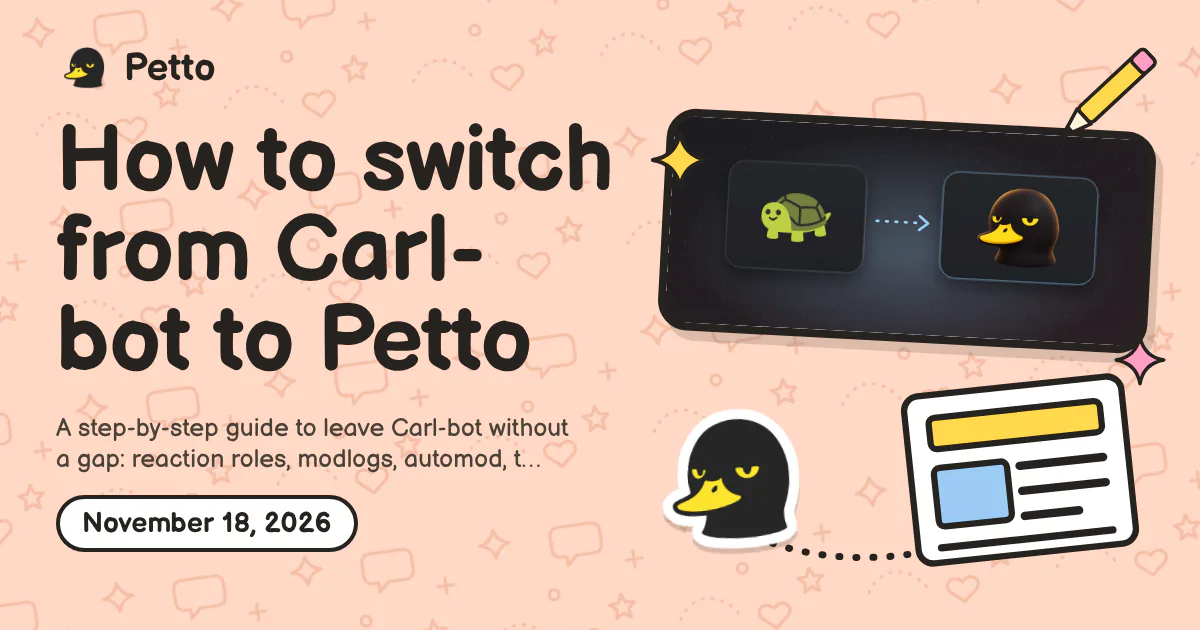 Petto
How to switch
from Carl-
bot to Petto
A step-by-step guide to leave Carl-bot without
a gap: reaction roles, modlogs, automod, t...
November 18, 2026